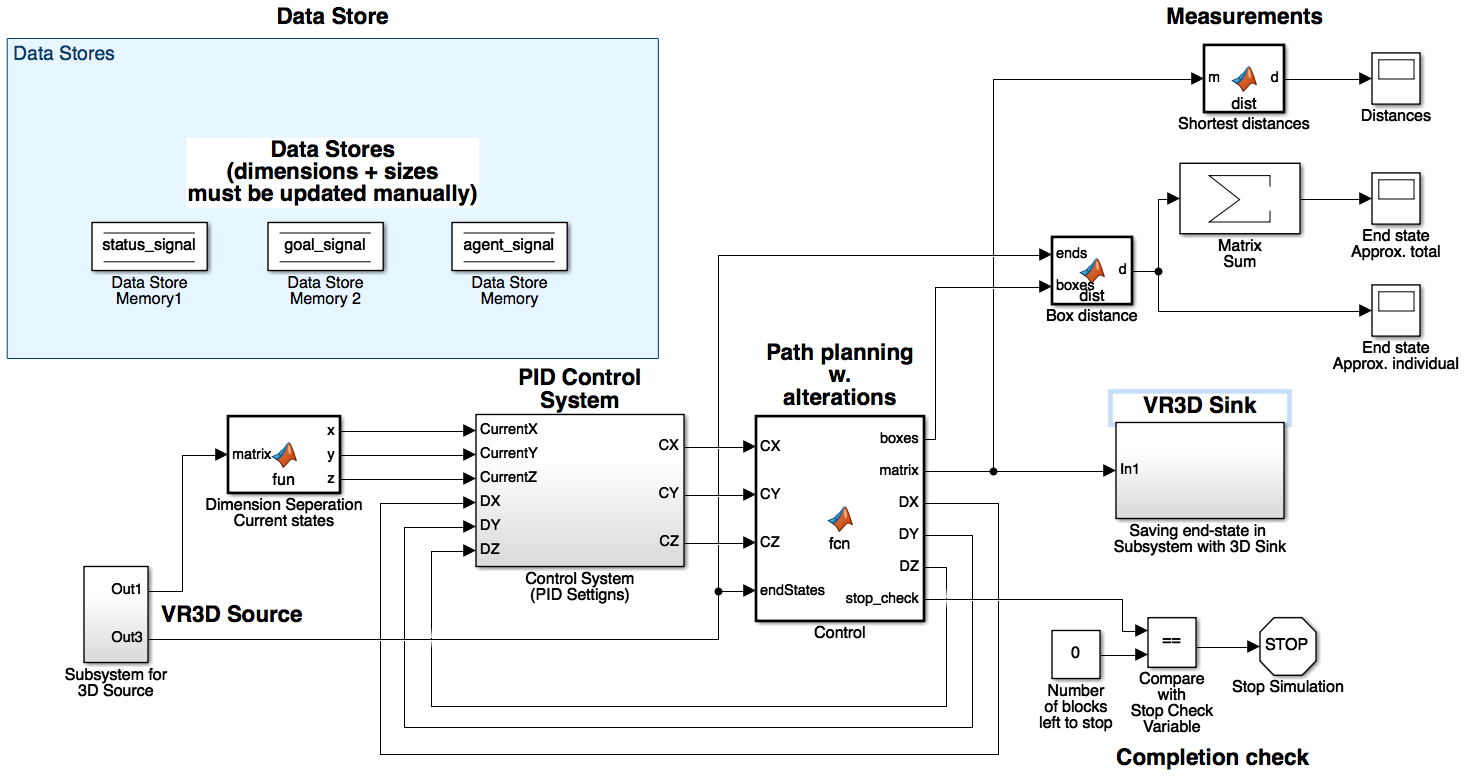 Data Store
Data Stores
Data Stores
(dimensions + sizes
must be updated manually)
status_signal
Data Store
Memory1
goal_signal
Data Store
Memory 2
agent_signal
Data Store
Memory
Measurements
m
d
dist
Shortest distances
Distances
Matrix
Sum
End state
Approx. total
ends
boxes
d
dist
Box distance
End state
Approx. individual
PID Control
System
Path planning
w.
alterations
VR3D Sink
matrix
x
y
z
fun
Dimension Seperation
Current states
CurrentX
CurrentY
CurrentZ
DX
DY
DZ
CX
CY
CZ
Control System
(PID Settigns)
CX
CY
CZ
endStates
fcn
boxes
matrix
DX
DY
DZ
stop_check
Control
In1
Saving end-state in
Subsystem with 3D Sink
Out1
Out3
VR3D Source
Subsystem for
3D Source
0
Number
of blocks
left to stop
==
Compare
with
Stop Check
Variable
STOP
Stop Simulation
Completion check